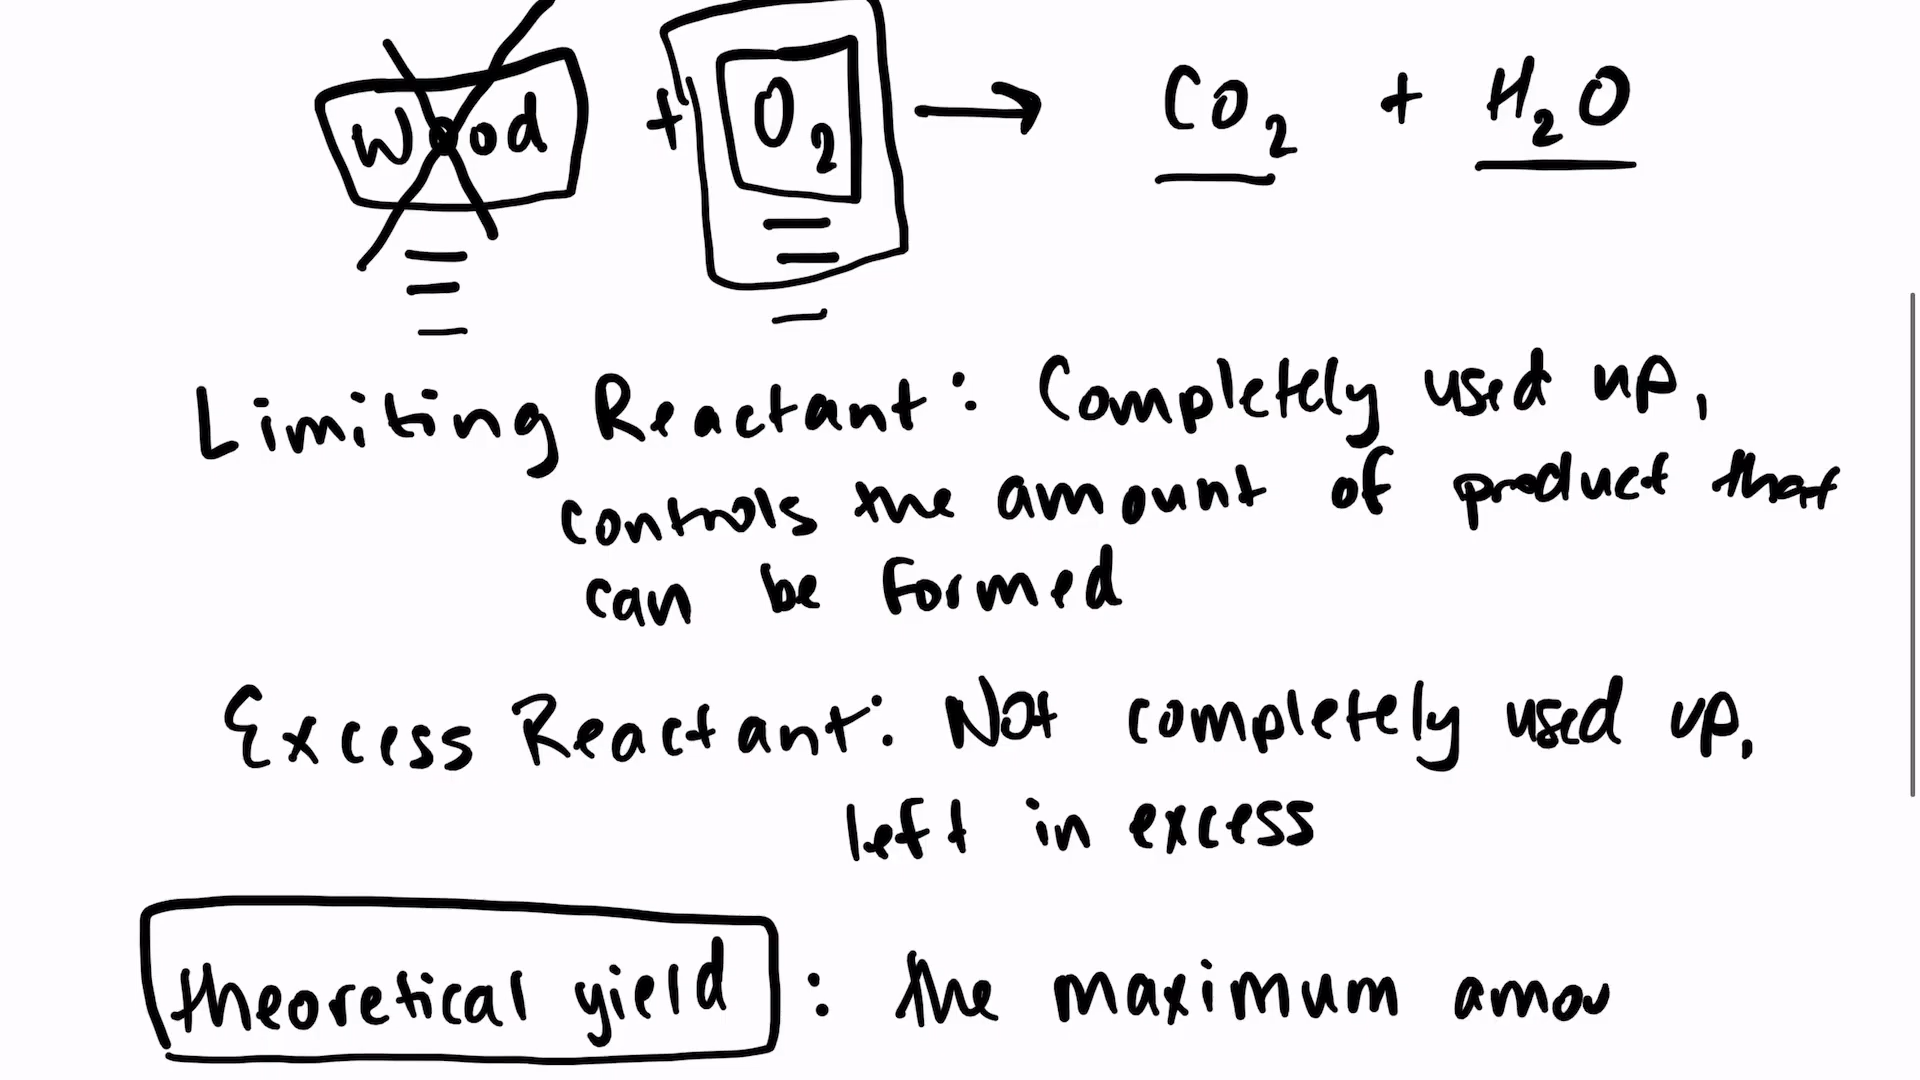 Wood + O2 → CO2 + H2O
Limiting Reactant: Completely used up,
controls the amount of product that
can be formed
Excess Reactant: Not completely used up,
left in excess
theoretical yield : the maximum amou